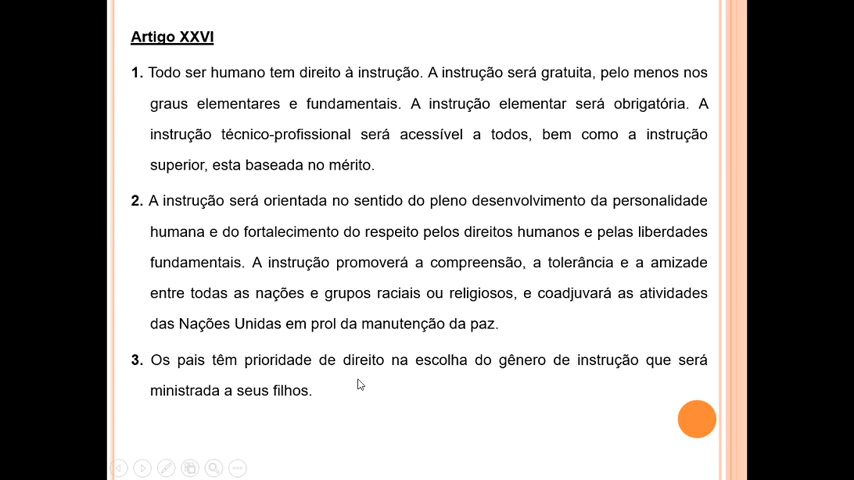 Artigo XXVI
1. Todo ser humano tem direito à instrução. A instrução será gratuita, pelo menos nos
graus elementares e fundamentais. A instrução elementar será obrigatória. A
instrução técnico-profissional será acessível a todos, bem como a instrução
superior, esta baseada no mérito.
2. A instrução será orientada no sentido do pleno desenvolvimento da personalidade
humana e do fortalecimento do respeito pelos direitos humanos e pelas liberdades
fundamentais. A instrução promoverá a compreensão, a tolerância e a amizade
entre todas as nações e grupos raciais ou religiosos, e coadjuvará as atividades
das Nações Unidas em prol da manutenção da paz.
3. Os pais têm prioridade de direito na escolha do gênero de instrução que será
ministrada a seus filhos.